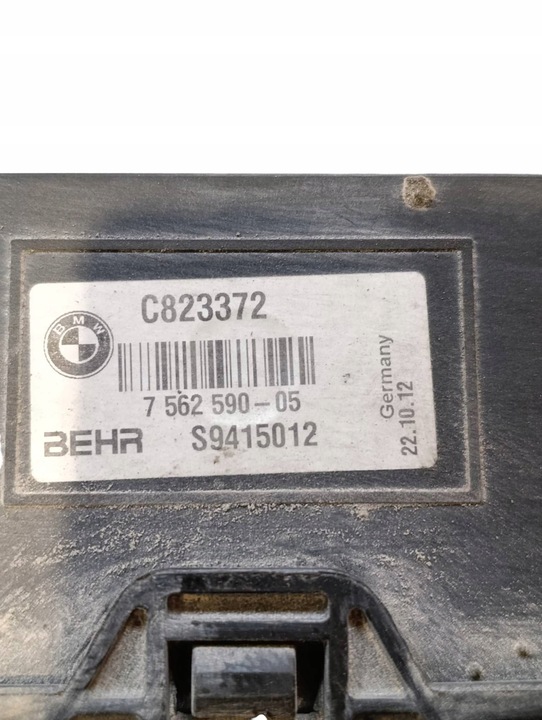 C823372
BMW
7 562 590-05
BEHR S9415012
Germany
22.10.12